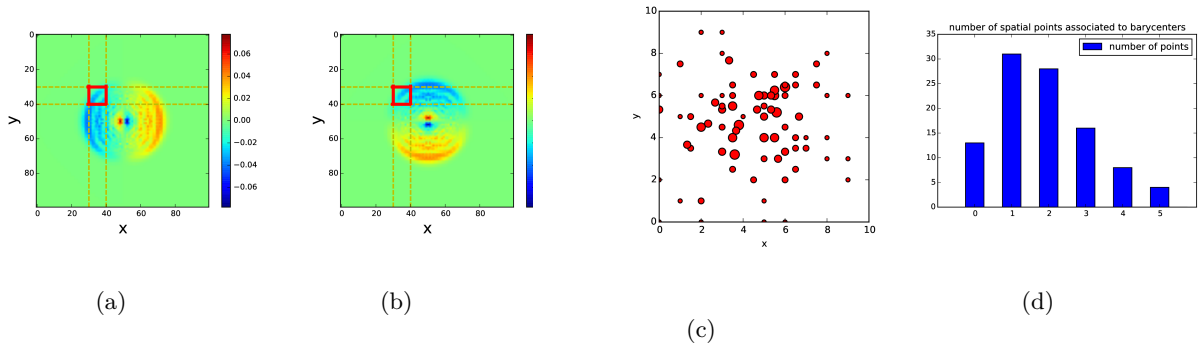 0
20
40
60
80
y
0 20 40 60 80
x
0.06
0.04
0.02
0.00
−0.02
−0.04
−0.06
(a)
0
20
40
60
80
y
0 20 40 60 80
x
(b)
10
8
6
4
2
0
y
0 2 4 6 8 10
x
(c)
number of spatial points associated to barycenters
number of points
35
30
25
20
15
10
5
0
0 1 2 3 4 5
(d)